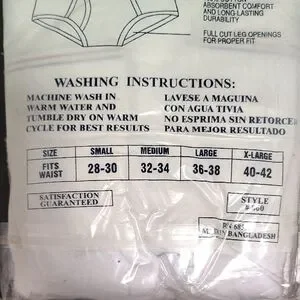 ABSORBENT COMFORT
AND LONG-LASTING
DURABILITY
FULL CUT LEG OPENINGS
FOR PROPER FIT
WASHING INSTRUCTIONS:
MACHINE WASH IN
WARM WATER AND
TUMBLE DRY ON WARM
CYCLE FOR BEST RESULTS
LAVESE A MAGUINA
CON AGUA TIVIA
NO ESPRIMA SIN RETORCER
PARA MEJOR RESULTADO
SIZE SMALL MEDIUM LARGE X-LARGE
FITS WAIST 28-30 32-34 36-38 40-42
SATISFACTION
GUARANTEED
STYLE
BANGLADESH